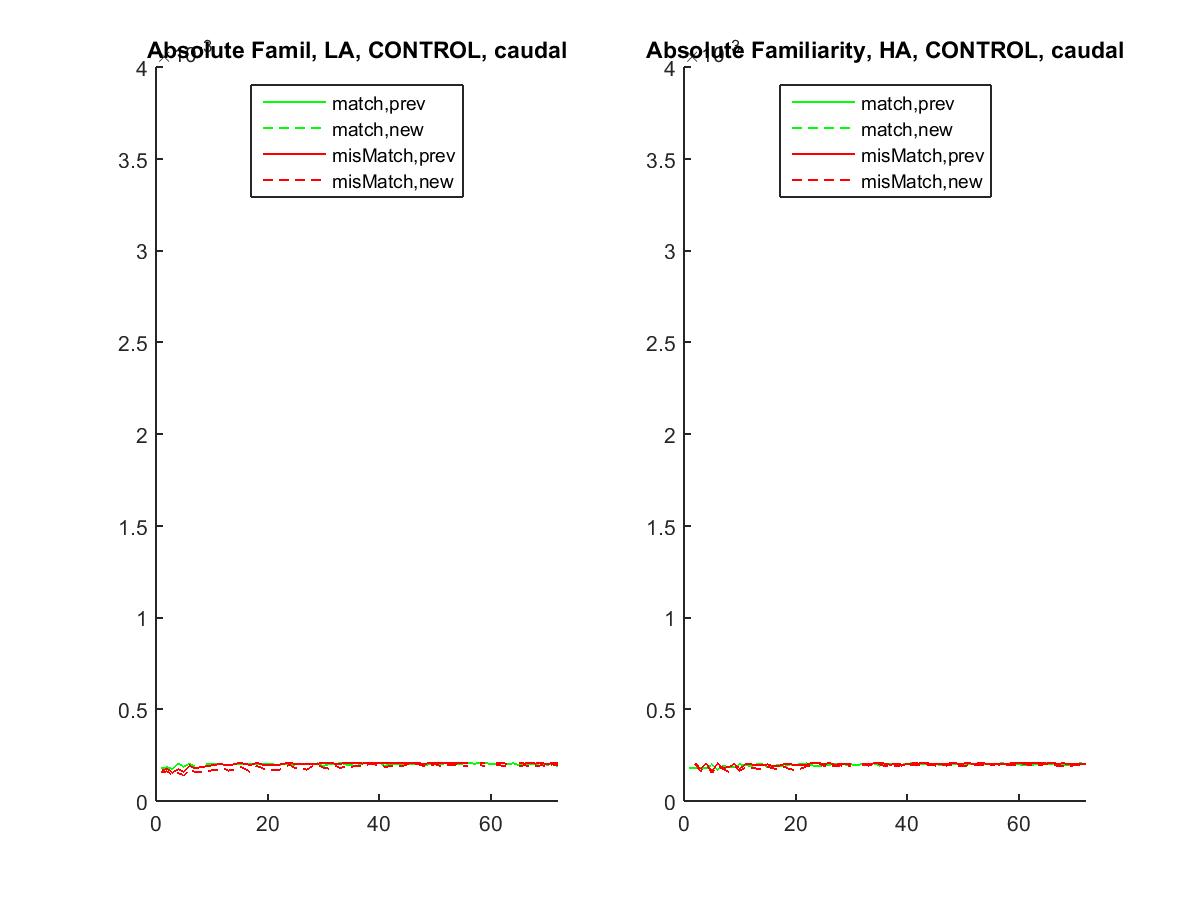 Absolute Famil, LA, CONTROL, caudal
match,prev
match,new
misMatch,prev
misMatch,new
4
3.5
3
2.5
2
1.5
1
0.5
0
0 20 40 60
Absolute Familiarity, HA, CONTROL, caudal
match,prev
match,new
misMatch,prev
misMatch,new
4
3.5
3
2.5
2
1.5
1
0.5
0
0 20 40 60